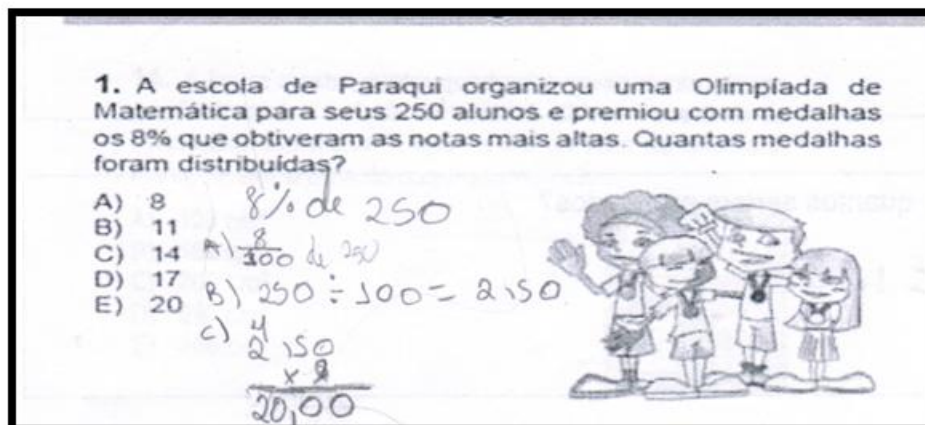 1. A escola de Paraqui organizou uma Olimpíada de
Matemática para seus 250 alunos e premiou com medalhas
os 8% que obtiveram as notas mais altas. Quantas medalhas
foram distribuídas?
A) 8
B) 11
C) 14
D) 17
E) 20
8% de 250
A) 8/100 de 250
B) 250 ÷ 100 = 2,50
C) 4
2,50
x 8
20,00